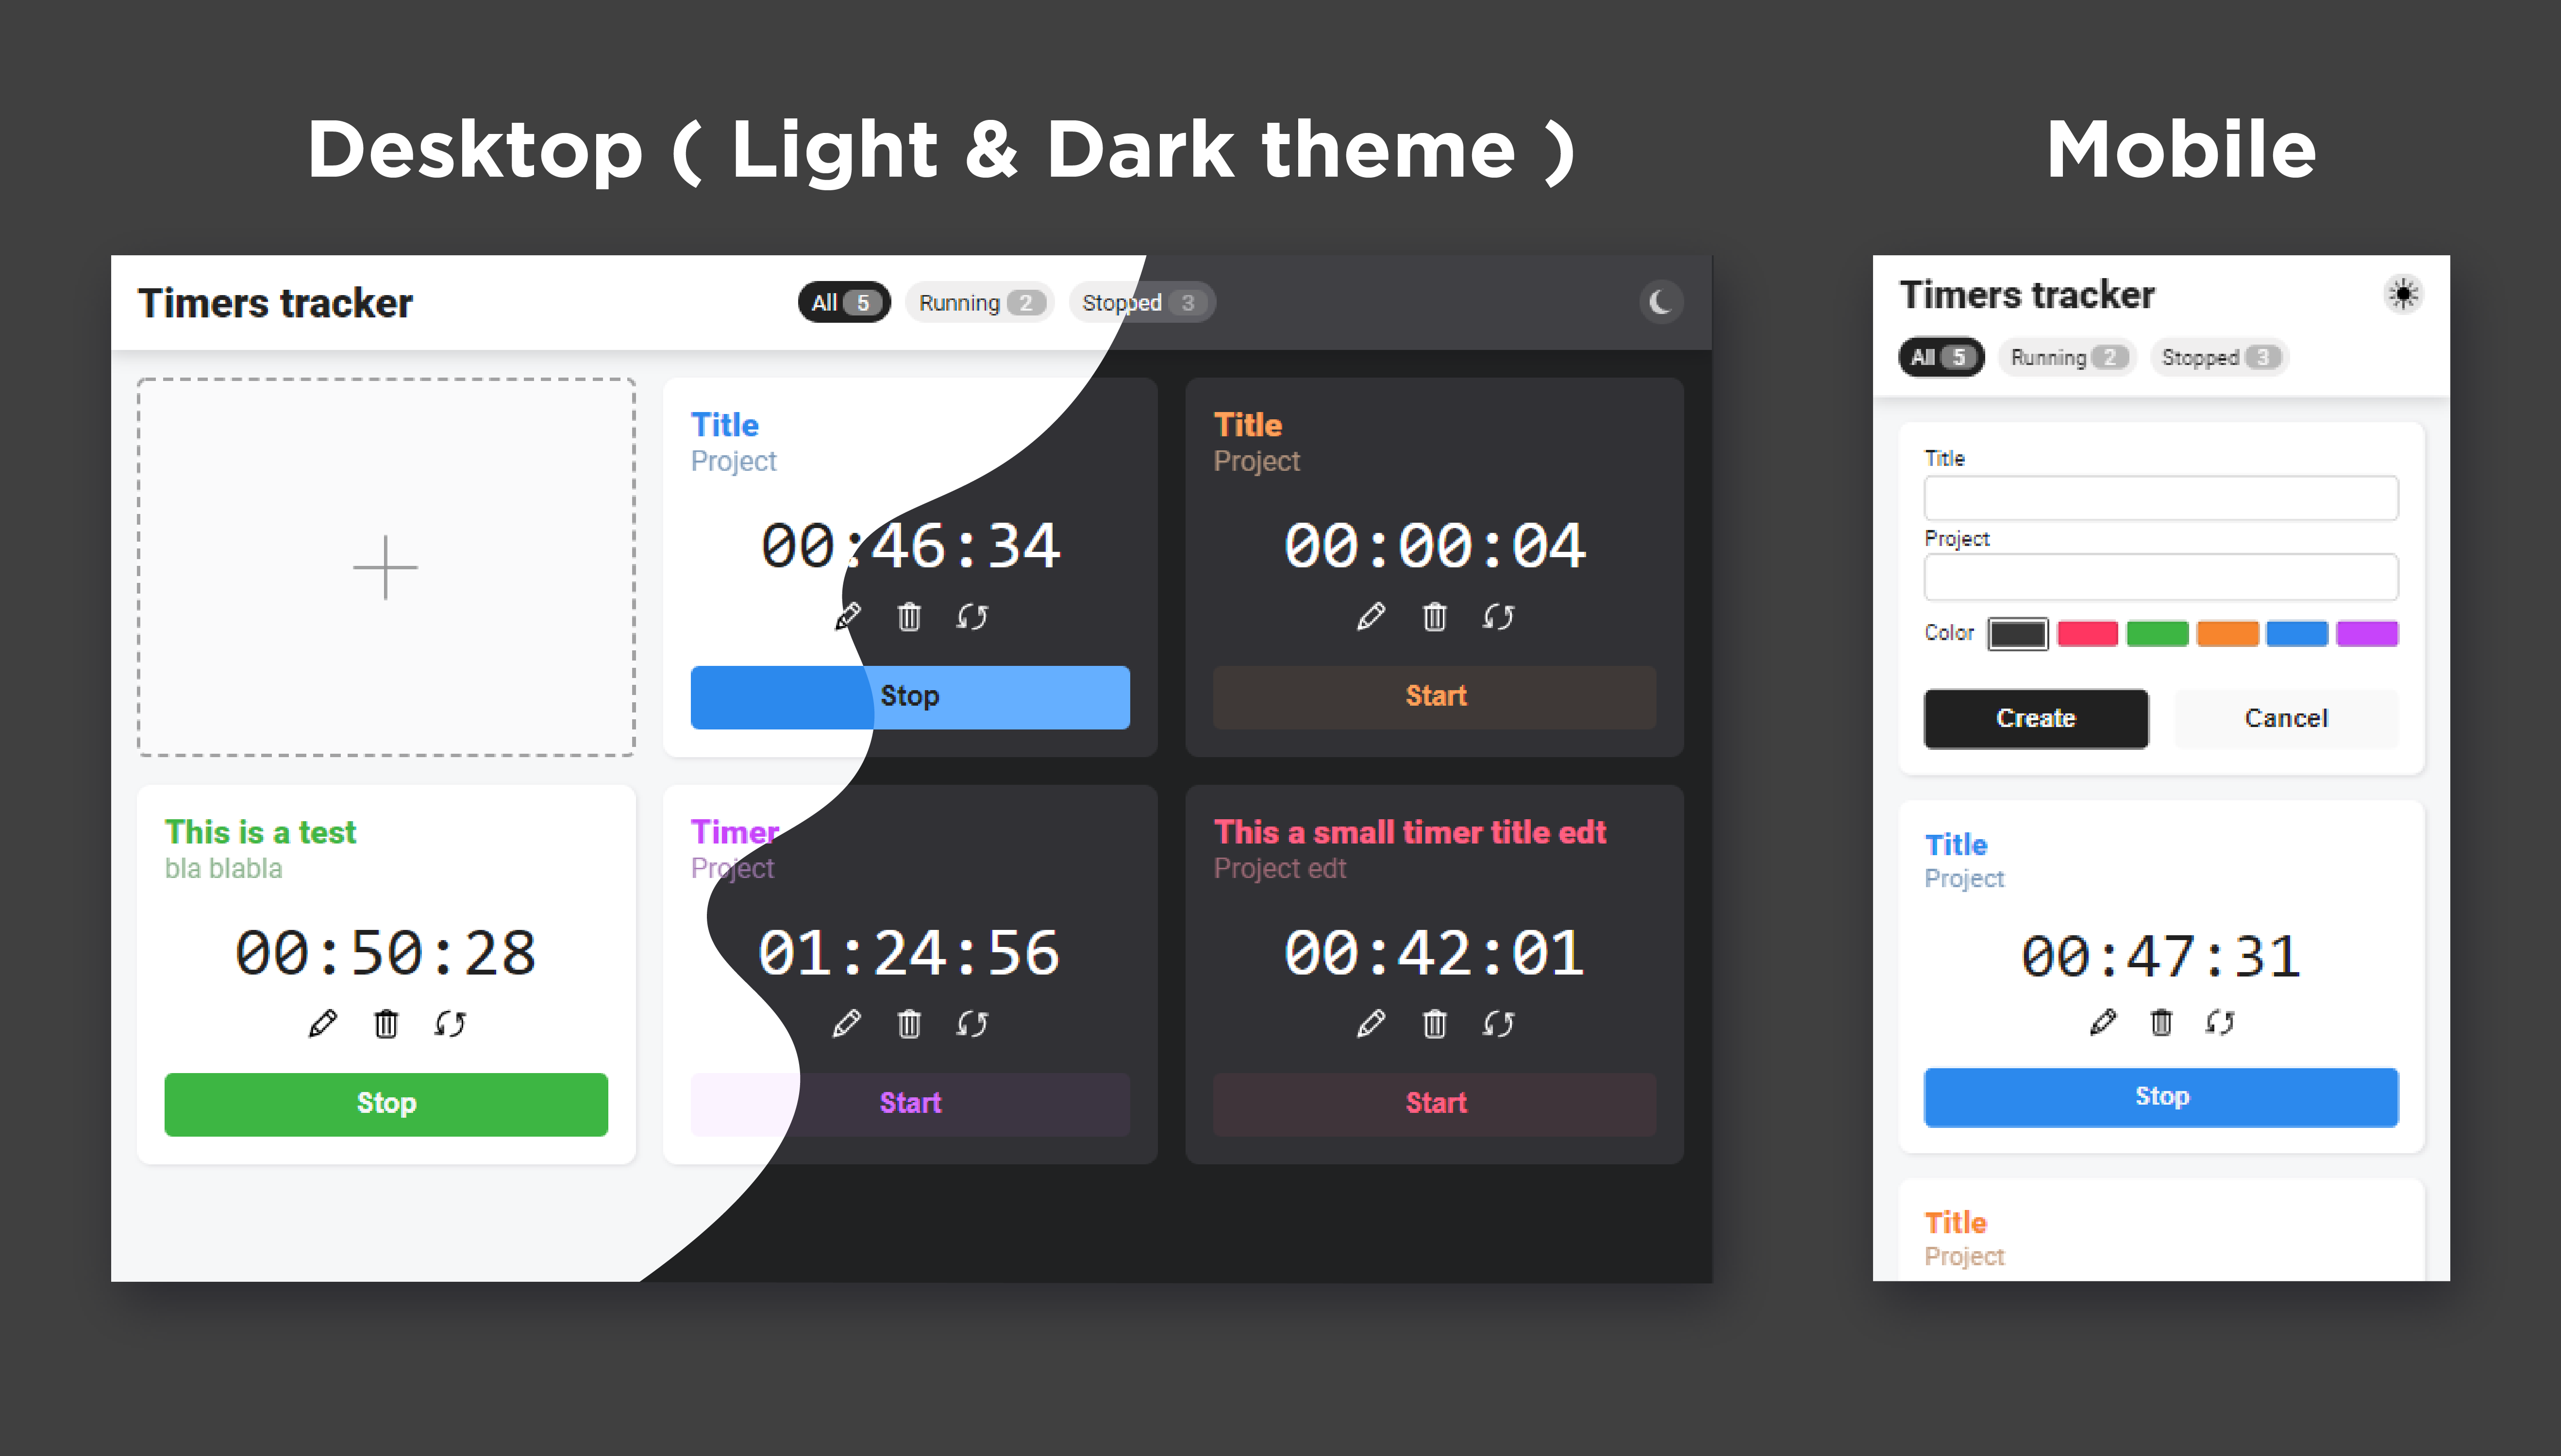 Desktop ( Light & Dark theme )
Mobile
Timers tracker
All 5
Running 2
Stopped 3
Title
Project
00:46:34
Stop
Title
Project
00:00:04
Start
This is a test
bla blabla
00:50:28
Stop
Timer
Project
01:24:56
Start
This a small timer title edt
Project edt
00:42:01
Start
Timers tracker
All 5
Running 2
Stopped 3
Title
Project
Color
Create
Cancel
Title
Project
00:47:31
Stop
Title
Project